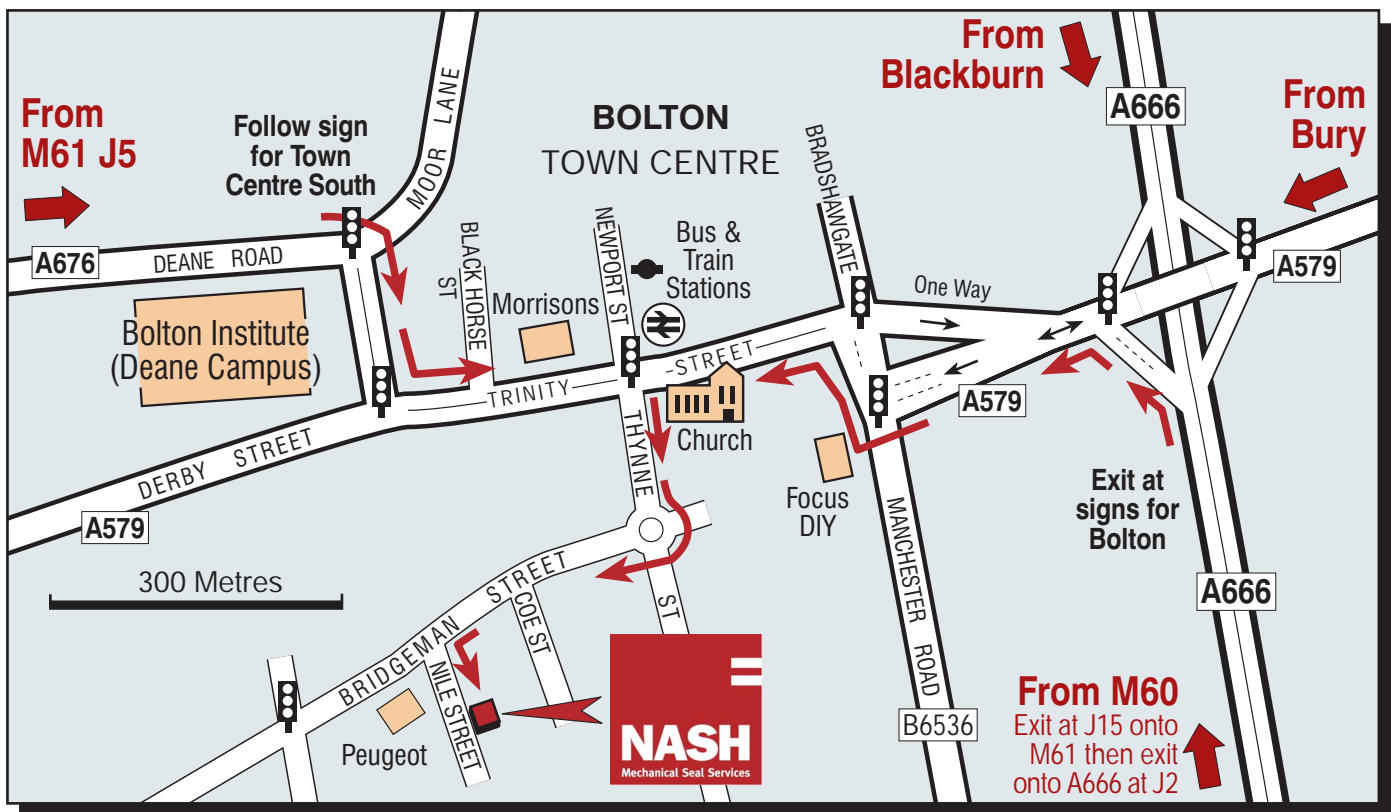 From
M61 J5
Follow sign
for Town
Centre South
MOOR LANE
BOLTON
TOWN CENTRE
From
Blackburn
A666
From
Bury
A676
DEANE ROAD
BLACK HORSE
ST
NEWPORT ST
Bus &
Train
Stations
BRADSHAWGATE
One Way
A579
Bolton Institute
(Deane Campus)
Morrisons
TRINITY
STREET
Church
A579
DERBY STREET
A579
THYNNE
ST
Focus
DIY
MANCHESTER ROAD
Exit at
signs for
Bolton
300 Metres
BRIDGEMAN STREET
COE ST
NILE STREET
Peugeot
NASH
Mechanical Seal Services
A666
B6536
From M60
Exit at J15 onto
M61 then exit
onto A666 at J2